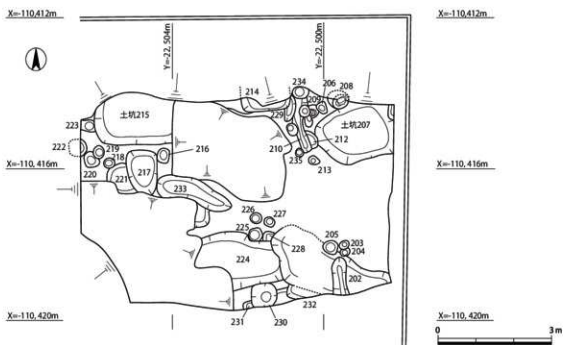 X=-110,412m
X=-110,412m
Y=-22,504m
Y=-22,500m
214
234
206
208
209
229
土坑215
土坑207
223
222
219
218
220
221
217
216
210
212
235
213
X=-110,416m
X=-110,416m
233
226
227
225
228
205
203
204
224
202
232
231
230
X=-110,420m
X=-110,420m
0
3m